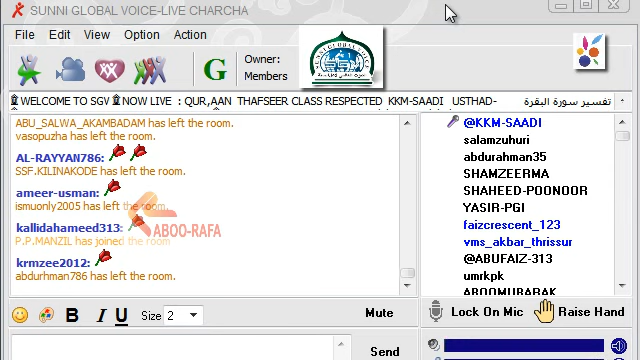 SUNNI GLOBAL VOICE-LIVE CHARCHA
File Edit View Option Action
G Owner:
Members
WELCOME TO SGV NOW LIVE : QUR,AAN THAFSEER CLASS RESPECTED KKM-SAADI USTHAD- تفسير سورة البقرة
ABU_SALWA_AKAMBADAM has left the room.
vasopuzha has left the room.
AL-RAYYAN786:
SSF.KILINAKODE has left the room.
ameer-usman:
ismuonly2005 has left the room.
kallidahameed313:
P.P.MANZIL has joined the room
krmzee2012:
abdurhman786 has left the room.
ABOO-RAFA
@KKM-SAADI
salamzuhuri
abdurahman35
SHAMZEERMA
SHAHEED-POONOOR
YASIR-PGI
faizcrescent_123
vms_akbar_thrissur
@ABUFAIZ-313
umrkpk
ABOOMUBARAK
B I U Size 2 Mute
Lock On Mic Raise Hand
Send